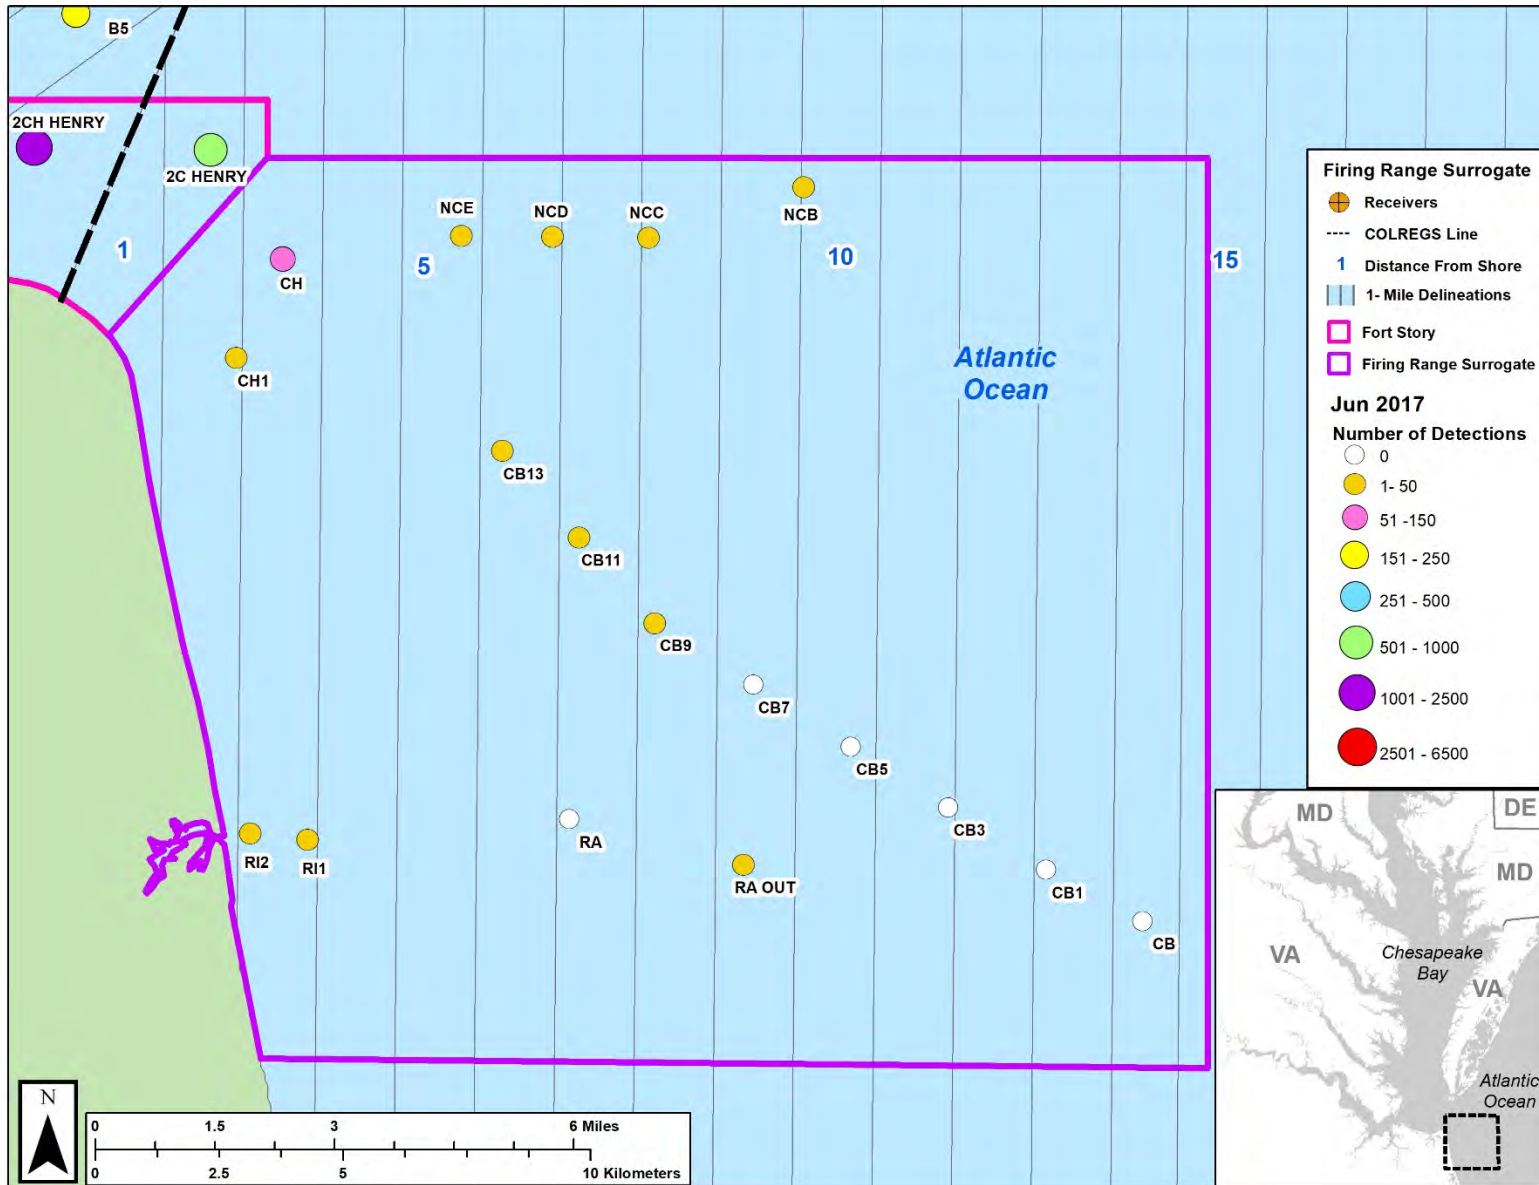 B5
2CH HENRY
2C HENRY
1
CH
CH1
NCE
NCD
NCC
NCB
5
10
15
Atlantic
Ocean
CB13
CB11
CB9
CB7
CB5
CB3
CB1
CB
RA
RA OUT
RI2
RI1
N
0 1.5 3 6 Miles
0 2.5 5 10 Kilometers
Firing Range Surrogate
Receivers
COLREGS Line
1 Distance From Shore
1- Mile Delineations
Fort Story
Firing Range Surrogate
Jun 2017
Number of Detections
0
1- 50
51 -150
151 - 250
251 - 500
501 - 1000
1001 - 2500
2501 - 6500
MD
DE
MD
VA
Chesapeake
Bay
VA
Atlantic
Ocean